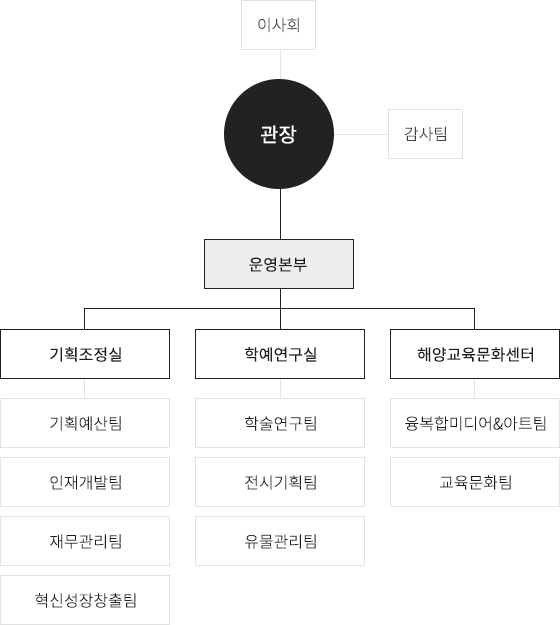 이사회
관장
감사팀
운영본부
기획조정실
학예연구실
해양교육문화센터
기획예산팀
학술연구팀
융복합미디어&아트팀
인재개발팀
전시기획팀
교육문화팀
재무관리팀
유물관리팀
혁신성장창출팀